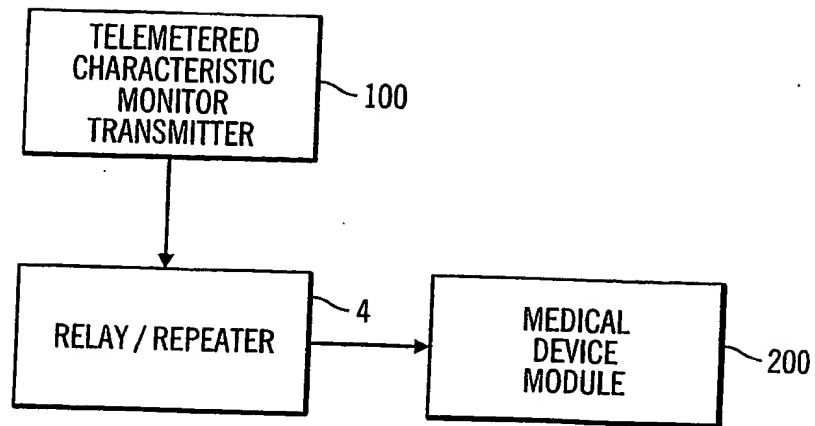 TELEMETERED
CHARACTERISTIC
MONITOR
TRANSMITTER
100
RELAY / REPEATER
4
MEDICAL
DEVICE
MODULE
200